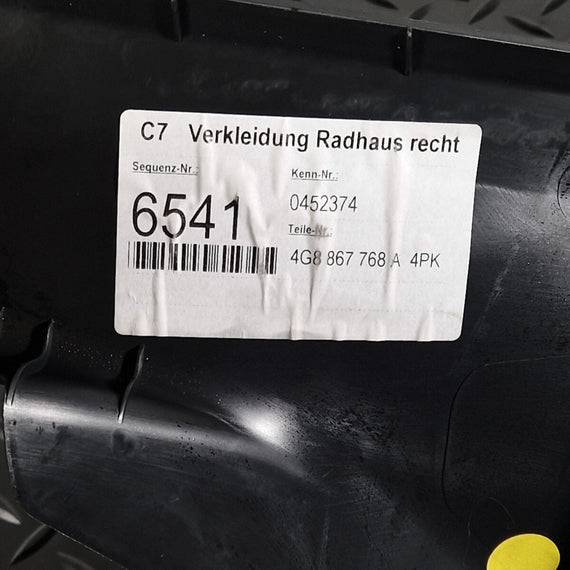 C7 Verkleidung Radhaus recht
Sequenz-Nr.:
Kenn-Nr.:
6541
0452374
Teile-Nr.:
4G8 867 768 A 4PK